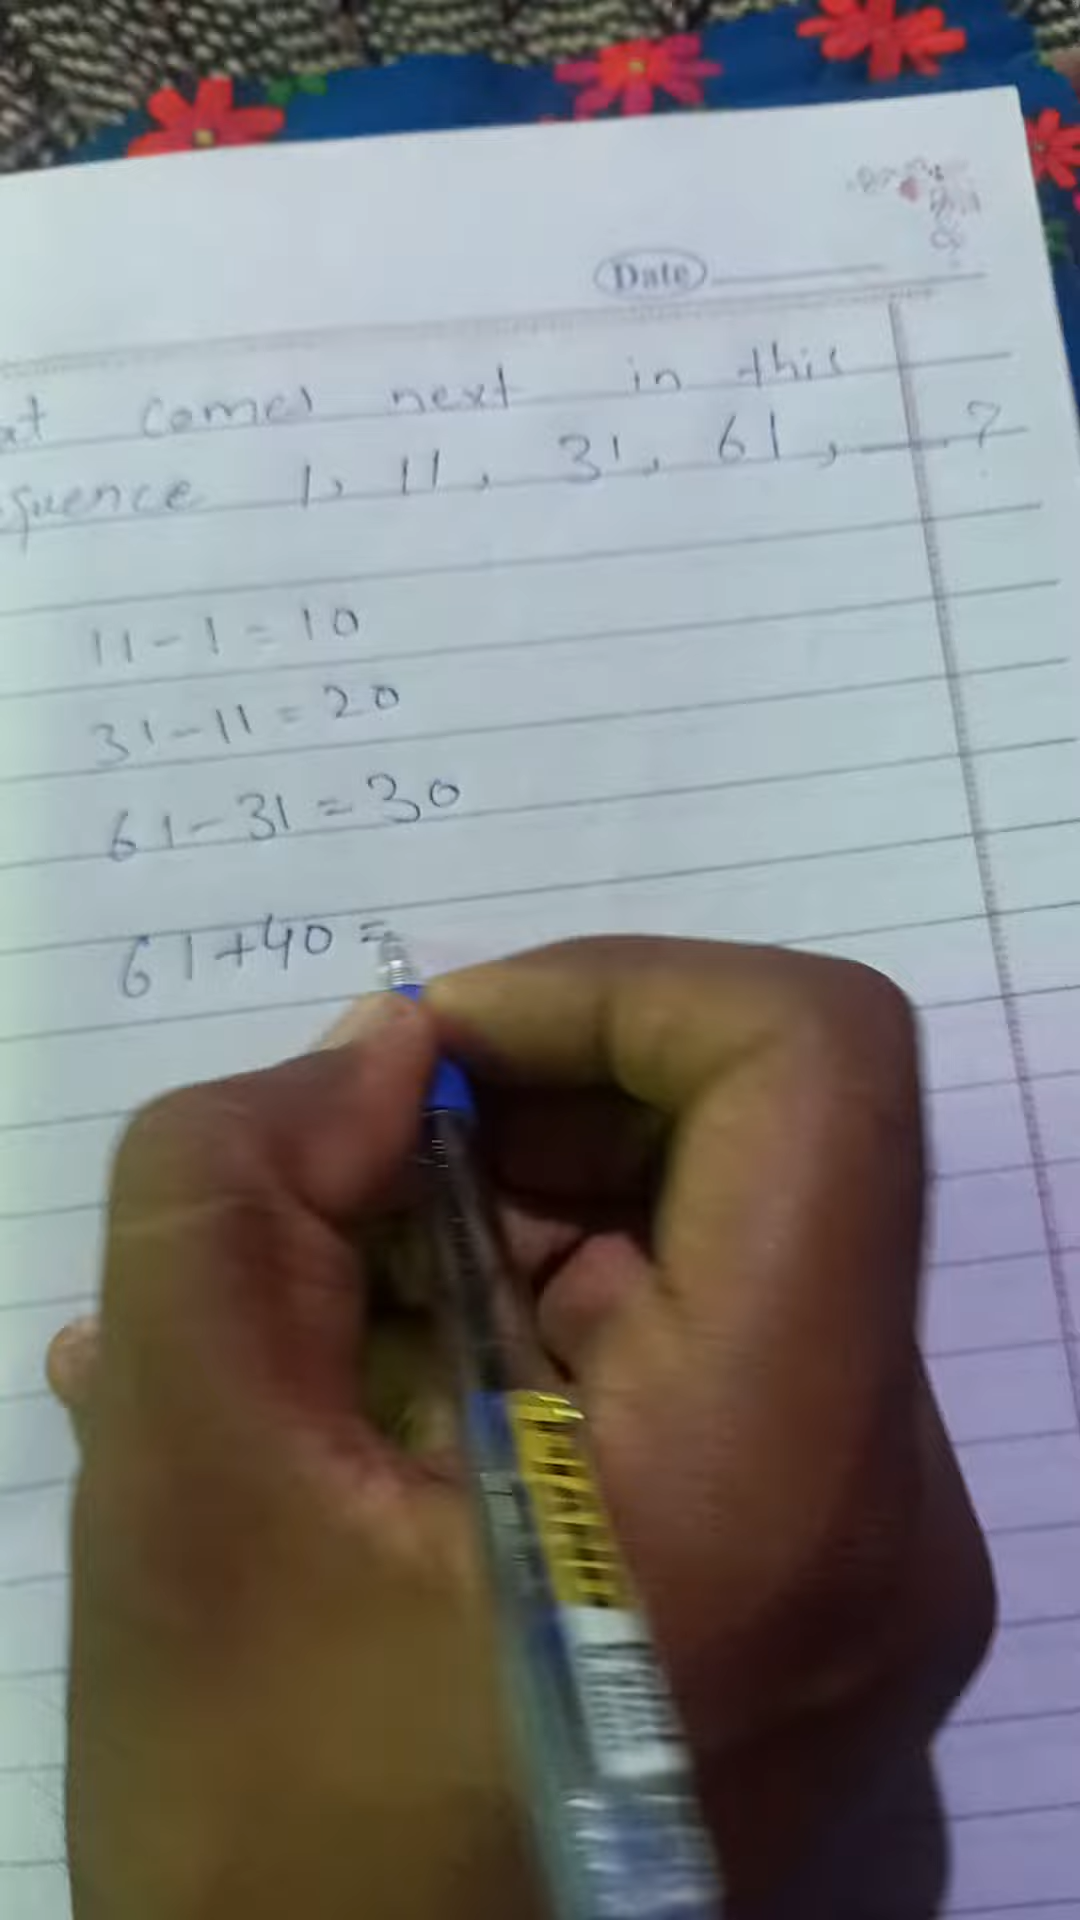 Date
comes next in this
quence 1, 11, 31, 61, ___?
11-1=10
31-11=20
61-31=30
61+40=